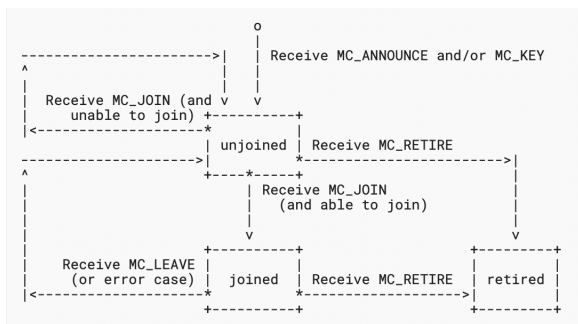 o
Receive MC_ANNOUNCE and/or MC_KEY
Receive MC_JOIN (and
unable to join)
unjoined
Receive MC_RETIRE
Receive MC_JOIN
(and able to join)
Receive MC_LEAVE
(or error case)
joined
Receive MC_RETIRE
retired